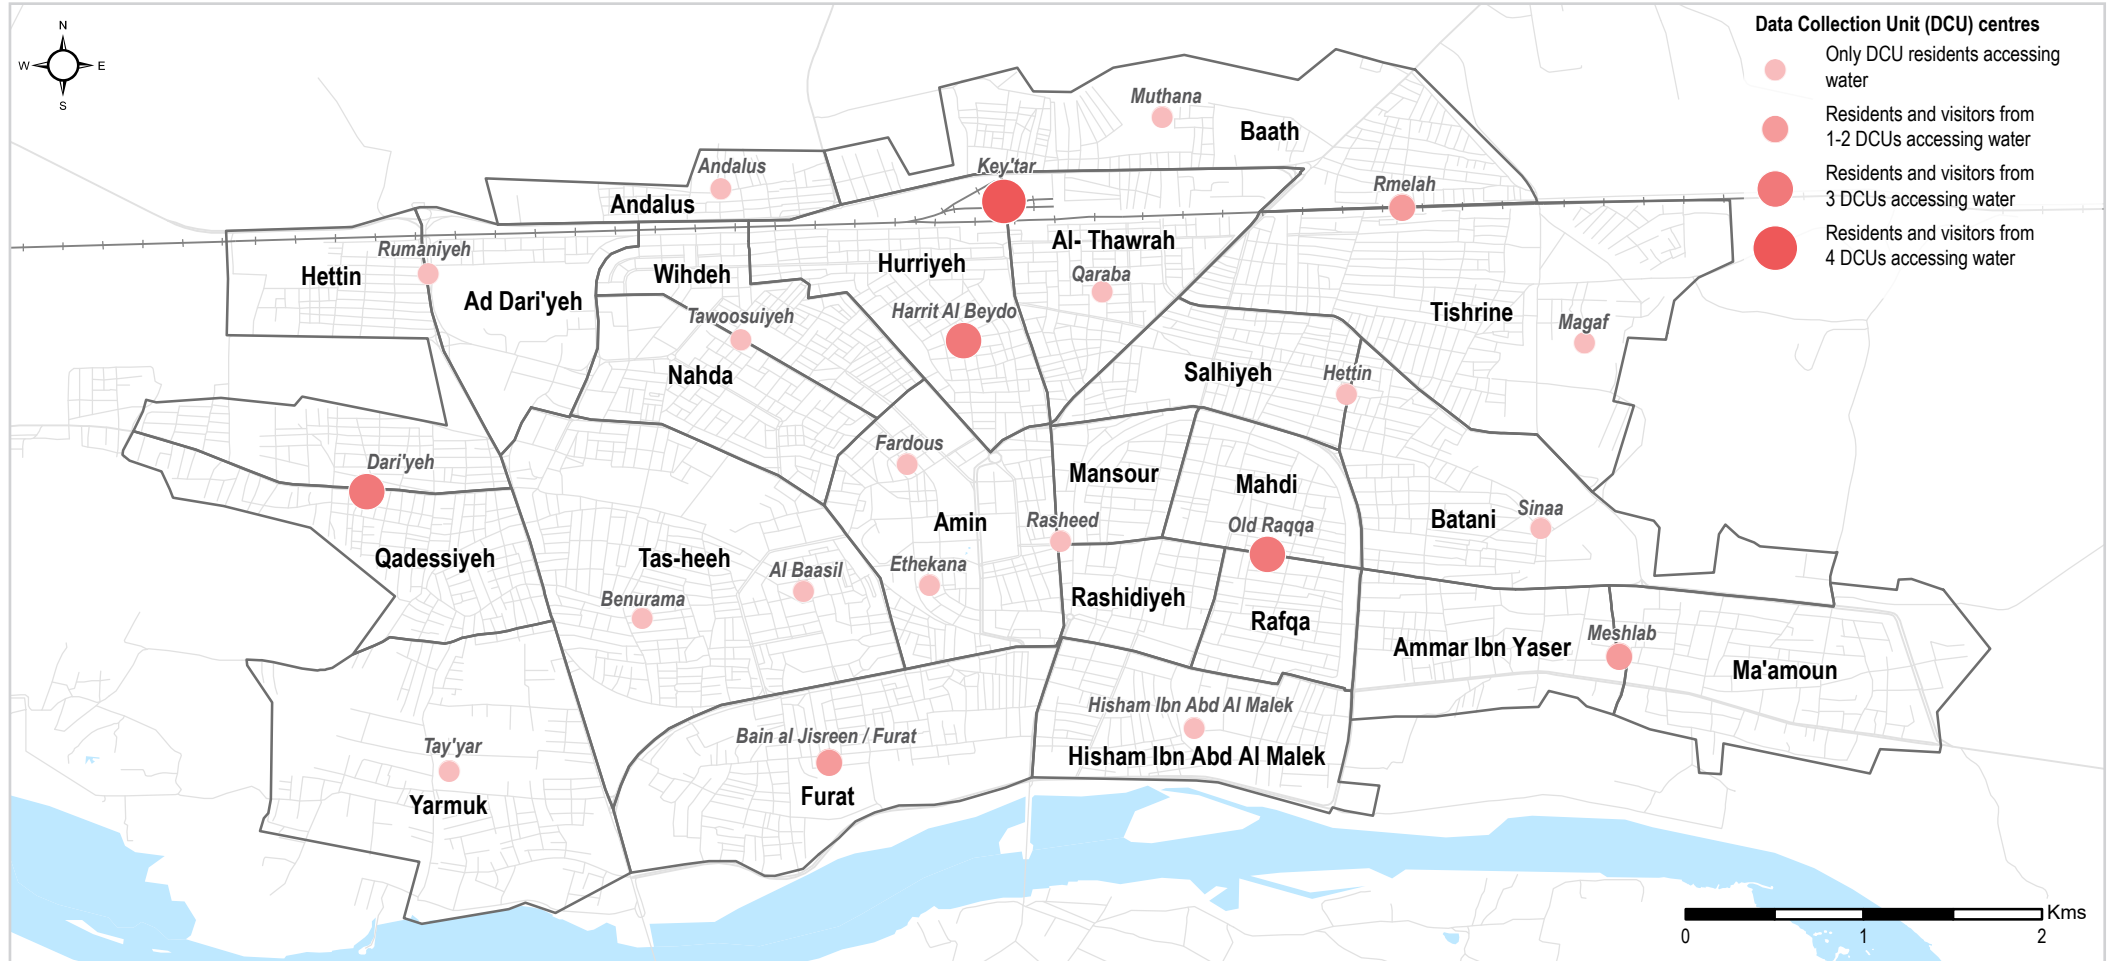 N
W
E
S
Data Collection Unit (DCU) centres
Only DCU residents accessing
water
Residents and visitors from
1-2 DCUs accessing water
Residents and visitors from
3 DCUs accessing water
Residents and visitors from
4 DCUs accessing water
Muthana
Baath
Andalus
Key'tar
Rmelah
Andalus
Al- Thawrah
Rumaniyeh
Hettin
Wihdeh
Hurriyeh
Qaraba
Ad Dari'yeh
Tawoosuiyeh
Harrit Al Beydo
Tishrine
Magaf
Nahda
Salhiyeh
Hettin
Fardous
Dari'yeh
Mansour
Mahdi
Amin
Rasheed
Old Raqqa
Batani
Sinaa
Qadessiyeh
Tas-heeh
Al Baasil
Ethekana
Benurama
Rashidiyeh
Rafqa
Ammar Ibn Yaser
Meshlab
Ma'amoun
Hisham Ibn Abd Al Malek
Bain al Jisreen / Furat
Tay'yar
Hisham Ibn Abd Al Malek
Furat
Yarmuk
Kms
0
1
2